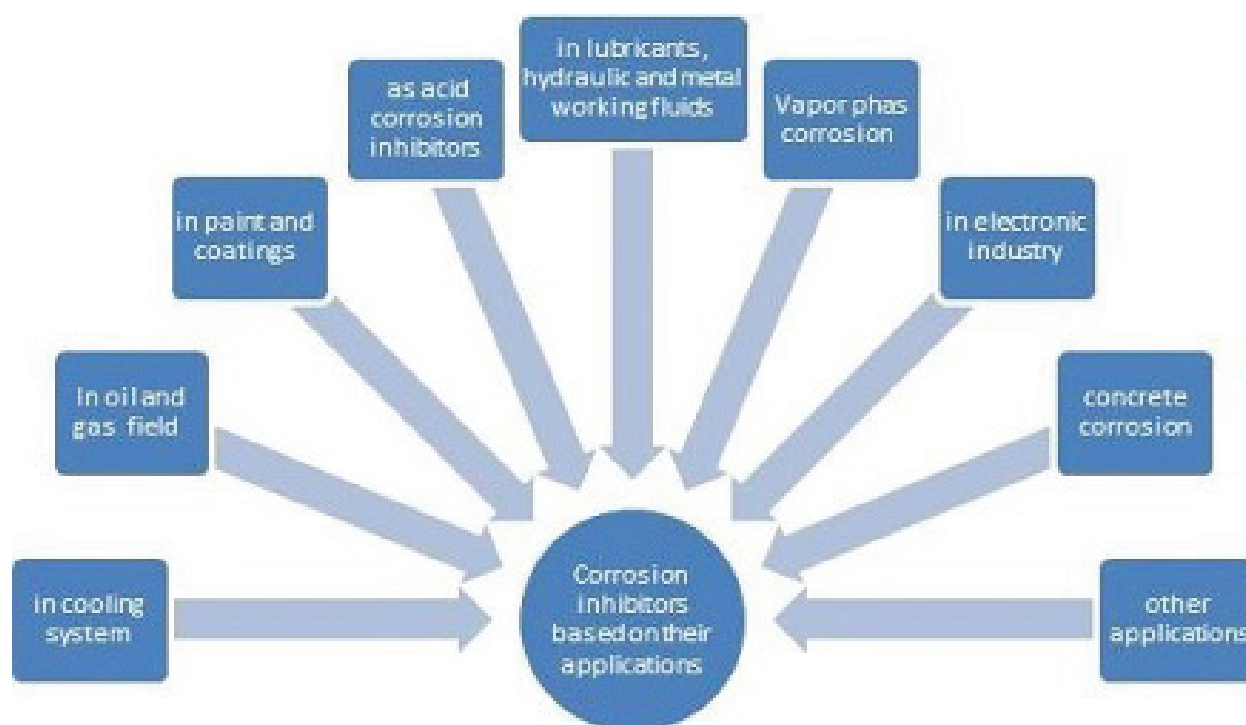 in lubricants,
hydraulic and metal
working fluids
as acid
corrosion
inhibitors
Vapor phas
corrosion
in paint and
coatings
in electronic
industry
In oil and
gas field
concrete
corrosion
in cooling
system
Corrosion
inhibitors
based on their
applications
other
applications